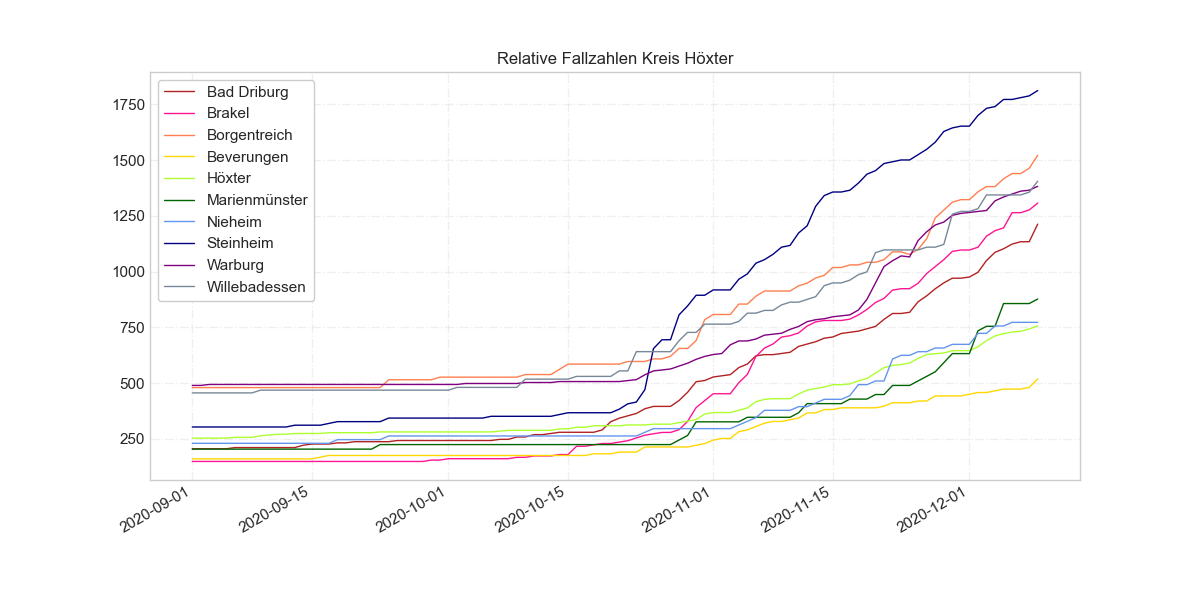 Relative Fallzahlen Kreis Höxter
Bad Driburg
Brakel
Borgentreich
Beverungen
Höxter
Marienmünster
Nieheim
Steinheim
Warburg
Willebadessen
1750
1500
1250
1000
750
500
250
2020-09-01
2020-09-15
2020-10-01
2020-10-15
2020-11-01
2020-11-15
2020-12-01